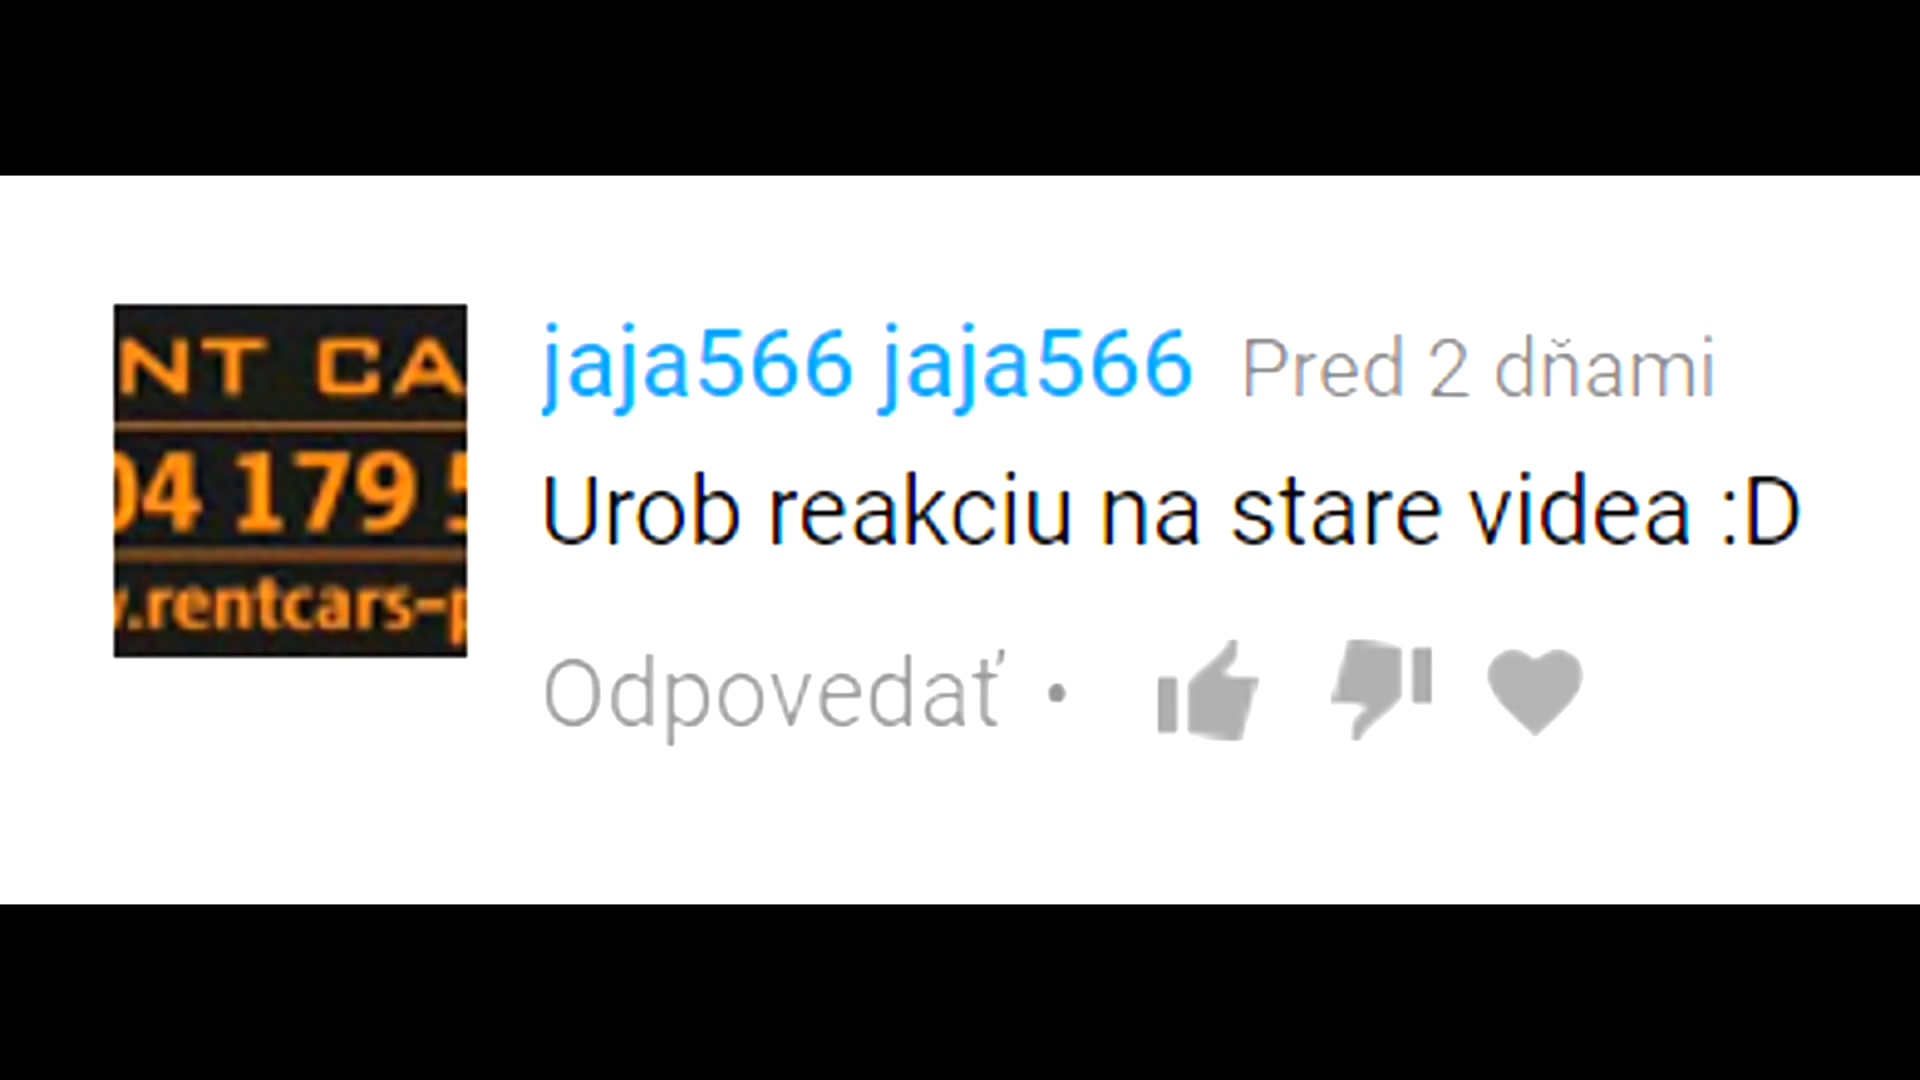 NT CA
04 179 5
.rentcars-p
jaja566 jaja566 Pred 2 dňami
Urob reakciu na stare videa :D
Odpovedať •